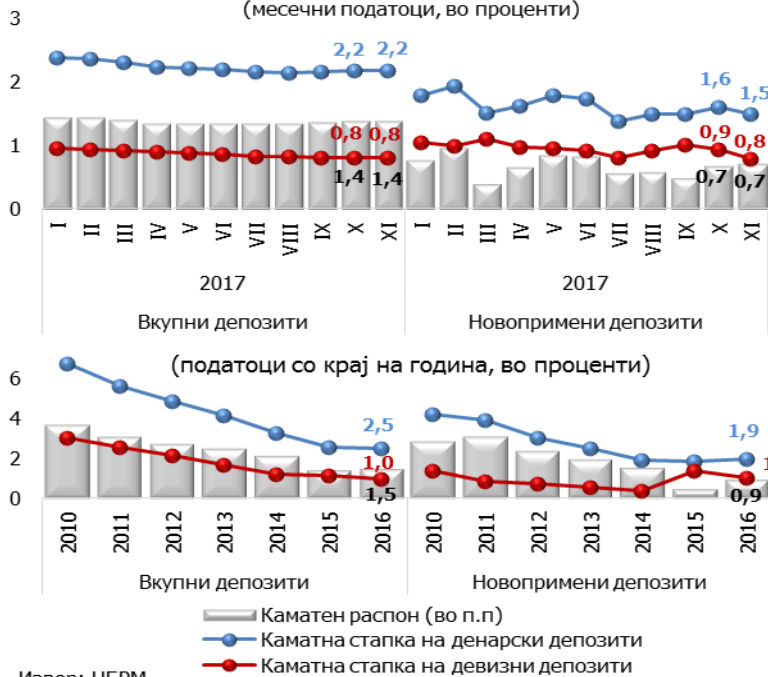 (месечни податоци, во проценти)
3
2
1
0
2,2 2,2
0,8 0,8
1,4 1,4
1,6
1,5
0,9
0,8
0,7 0,7
I II III IV V VI VII VIII IX X XI
I II III IV V VI VII VIII IX X XI
2017
2017
Вкупни депозити
Новопримени депозити
(податоци со крај на година, во проценти)
6
4
2
0
2,5
1,0
1,5
1,9
1
0,9
2010 2011 2012 2013 2014 2015 2016
2010 2011 2012 2013 2014 2015 2016
Вкупни депозити
Новопримени депозити
Каматен распон (во п.п)
Каматна стапка на денарски депозити
Каматна стапка на девизни депозити